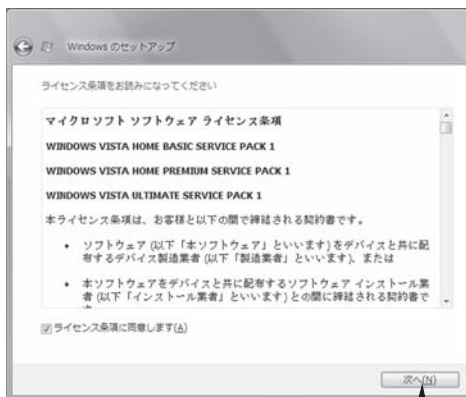 Windows のセットアップ
ライセンス条項をお読みになってください
マイクロソフト ソフトウェア ライセンス条項
WINDOWS VISTA HOME BASIC SERVICE PACK 1
WINDOWS VISTA HOME PREMIUM SERVICE PACK 1
WINDOWS VISTA ULTIMATE SERVICE PACK 1
本ライセンス条項は、お客様と以下の間で締結される契約書です。
• ソフトウェア (以下「本ソフトウェア」といいます) をデバイスと共に配
布するデバイス製造業者 (以下「製造業者」といいます)、または
• 本ソフトウェアをデバイスと共に配布するソフトウェア インストール業
者 (以下「インストール業者」といいます) との間に締結される契約書で
ライセンス条項に同意します(A)
次へ(N)